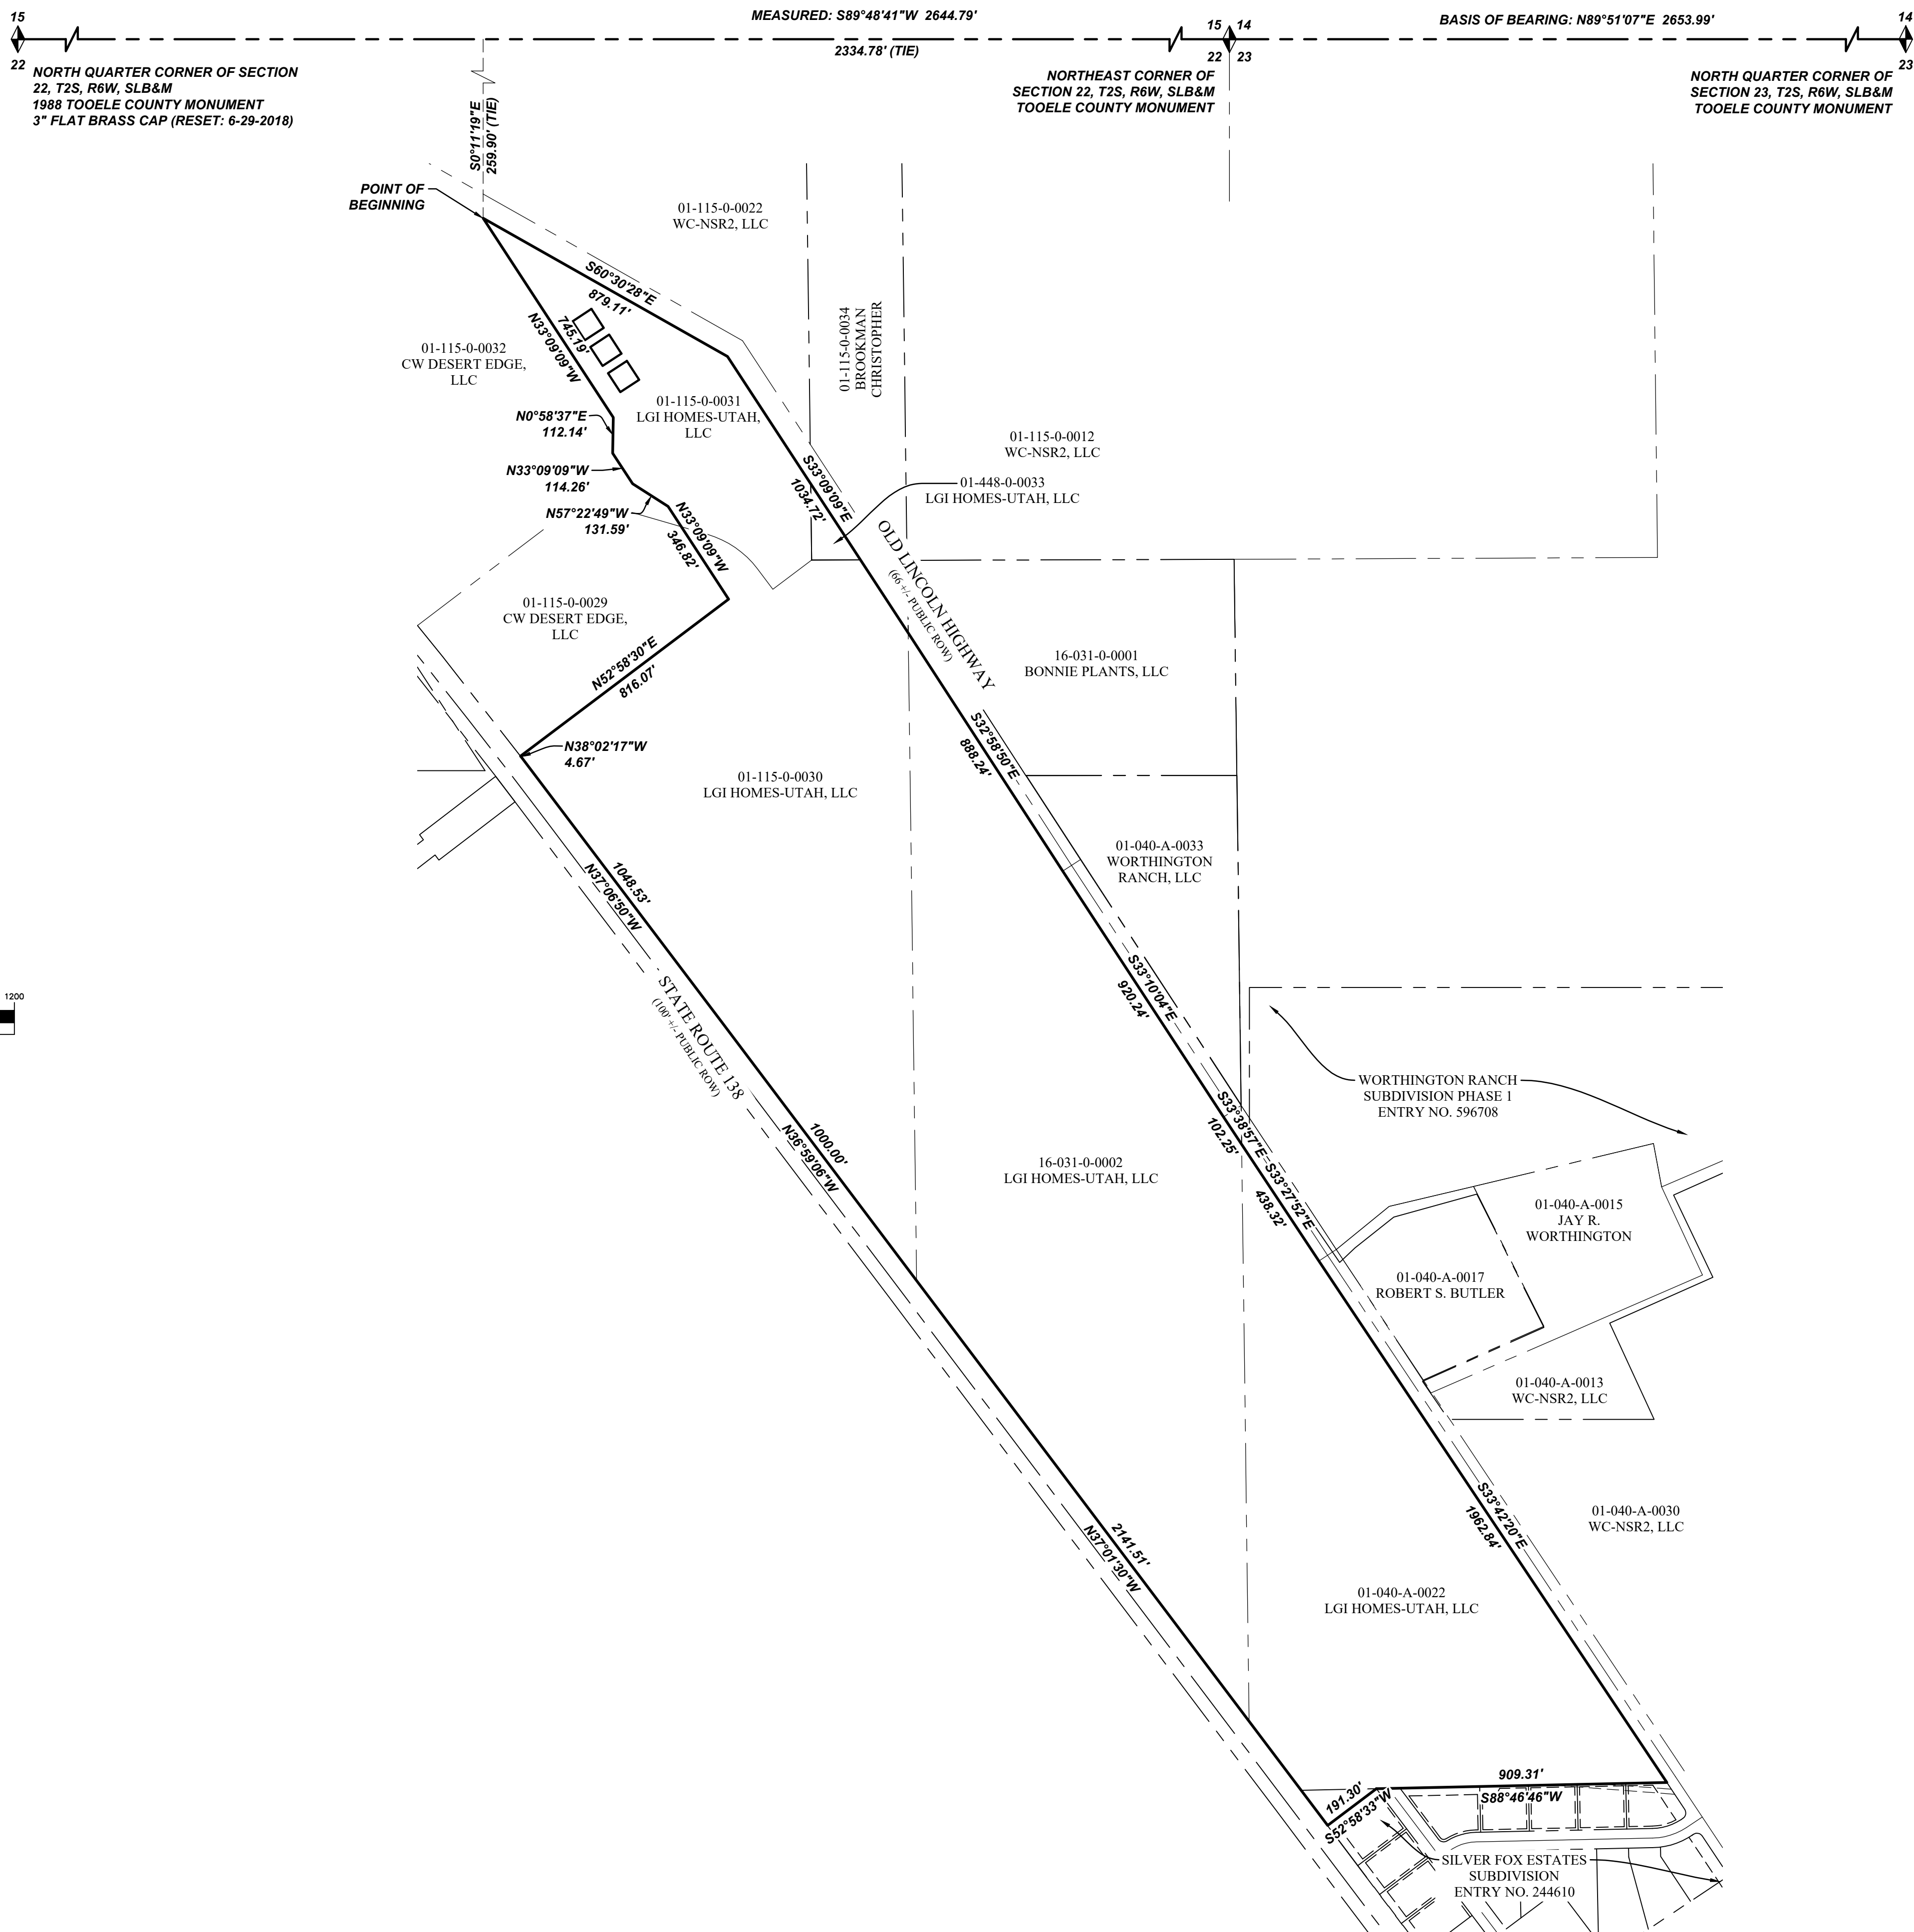 15
MEASURED: S89°48'41"W 2644.79'
15 14
BASIS OF BEARING: N89°51'07"E 2653.99'
14
22
2334.78' (TIE)
22 23
23
NORTH QUARTER CORNER OF SECTION
22, T2S, R6W, SLB&M
1988 TOOELE COUNTY MONUMENT
3" FLAT BRASS CAP (RESET: 6-29-2018)
S0°11'19"E
259.90' (TIE)
NORTHEAST CORNER OF
SECTION 22, T2S, R6W, SLB&M
TOOELE COUNTY MONUMENT
NORTH QUARTER CORNER OF
SECTION 23, T2S, R6W, SLB&M
TOOELE COUNTY MONUMENT
POINT OF
BEGINNING
01-115-0-0022
WC-NSR2, LLC
S60°30'28"E
879.11'
01-115-0-0034
BROOKMAN
CHRISTOPHER
N33°09'09"W
745.19'
01-115-0-0032
CW DESERT EDGE,
LLC
01-115-0-0031
LGI HOMES-UTAH,
LLC
N0°58'37"E
112.14'
01-115-0-0012
WC-NSR2, LLC
N33°09'09"W
114.26'
S33°09'09"E
1034.72'
01-448-0-0033
LGI HOMES-UTAH, LLC
N57°22'49"W
131.59'
N33°09'09"W
346.82'
OLD LINCOLN HIGHWAY
(66 +/- PUBLIC ROW)
01-115-0-0029
CW DESERT EDGE,
LLC
N52°58'30"E
816.07'
16-031-0-0001
BONNIE PLANTS, LLC
N38°02'17"W
4.67'
S32°58'50"E
888.24'
01-115-0-0030
LGI HOMES-UTAH, LLC
01-040-A-0033
WORTHINGTON
RANCH, LLC
1048.53'
N37°06'50"W
STATE ROUTE 138
(100' +/- PUBLIC ROW)
1200
S33°10'04"E
920.24'
WORTHINGTON RANCH
SUBDIVISION PHASE 1
ENTRY NO. 596708
S33°38'57"E
102.25'
1000.00'
N36°59'06"W
16-031-0-0002
LGI HOMES-UTAH, LLC
S33°27'52"E
438.32'
01-040-A-0015
JAY R.
WORTHINGTON
01-040-A-0017
ROBERT S. BUTLER
01-040-A-0013
WC-NSR2, LLC
S33°42'20"E
1962.84'
01-040-A-0030
WC-NSR2, LLC
2141.51'
N37°01'30"W
01-040-A-0022
LGI HOMES-UTAH, LLC
909.31'
S88°46'46"W
191.30'
S52°58'33"W
SILVER FOX ESTATES
SUBDIVISION
ENTRY NO. 244610